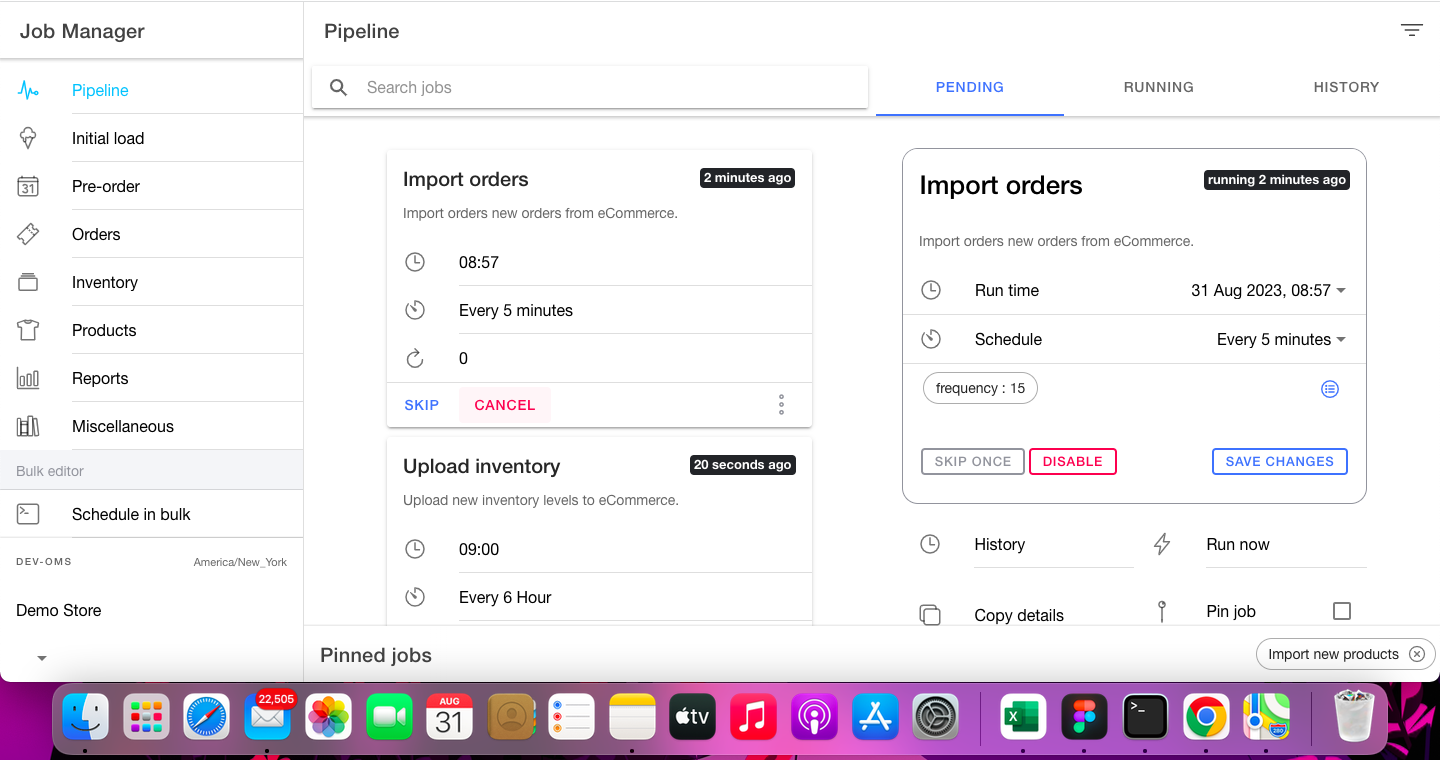 Job Manager
Pipeline
Initial load
31
Pre-order
Orders
Inventory
Products
Reports
Miscellaneous
Bulk editor
Schedule in bulk
DEV-OMS America/New_York
Demo Store
Pipeline
Search jobs
PENDING RUNNING HISTORY
Import orders 2 minutes ago
Import orders new orders from eCommerce.
08:57
Every 5 minutes
0
SKIP CANCEL
Upload inventory 20 seconds ago
Upload new inventory levels to eCommerce.
09:00
Every 6 Hour
Import orders running 2 minutes ago
Import orders new orders from eCommerce.
Run time 31 Aug 2023, 08:57
Schedule Every 5 minutes
frequency : 15
SKIP ONCE DISABLE SAVE CHANGES
History Run now
Copy details Pin job
Pinned jobs Import new products
22,505
AUG
31
tv
X
>_
280